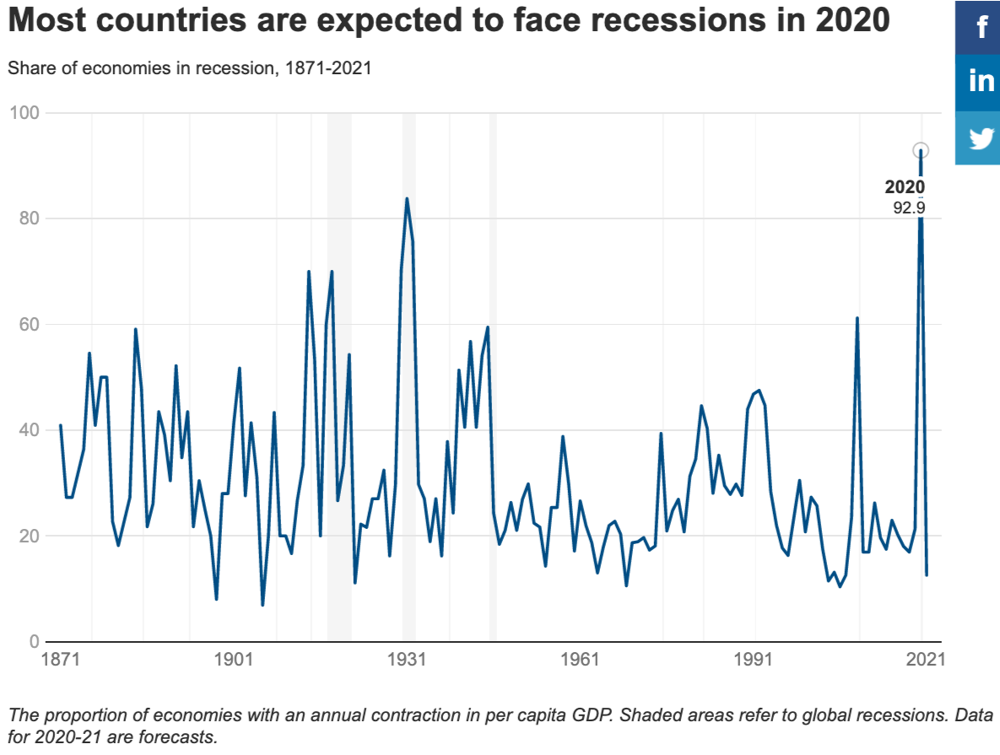 Most countries are expected to face recessions in 2020
f
Share of economies in recession, 1871-2021
in
100
2020
92.9
80
60
40
20
0
1871 1901 1931 1961 1991 2021
The proportion of economies with an annual contraction in per capita GDP. Shaded areas refer to global recessions. Data
for 2020-21 are forecasts.